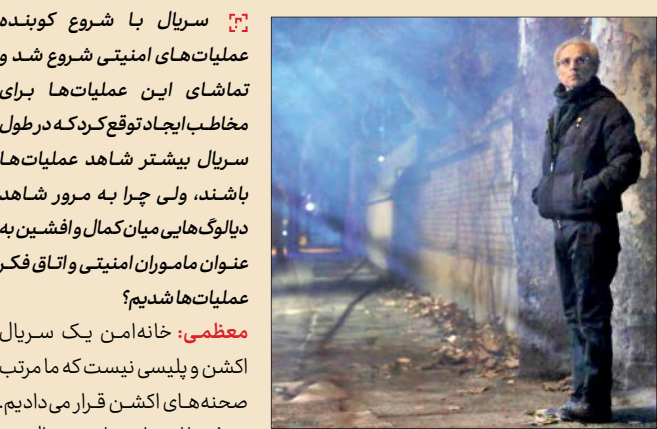 سریال با شروع کوبنده
عملیات‌های امنیتی شروع شد و
تماشای این عملیات‌ها برای
مخاطب ایجاد توقع کرد که در طول
سریال بیشتر شاهد عملیات‌ها
باشند، ولی چرا به مرور شاهد
دیالوگ‌هایی میان کمال و افشین به
عنوان ماموران امنیتی و اتاق فکر
عملیات‌ها شدیم؟
معظمی: خانه‌امن یک سریال
اکشن و پلیسی نیست که ما مرتب
صحنه‌های اکشن قرار می‌دادیم.